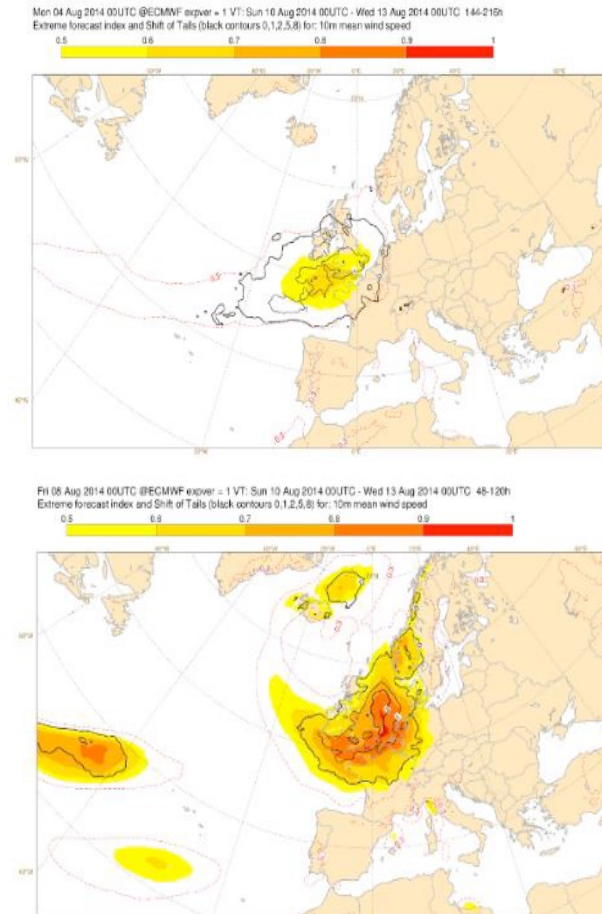 Mon 04 Aug 2014 00UTC @ECMWF expver = 1 VT: Sun 10 Aug 2014 00UTC - Wed 13 Aug 2014 00UTC 144-216h
Extreme forecast index and Shift of Tails (black contours 0,1,2,5,8) for: 10m mean wind speed
0.5 0.6 0.7 0.8 0.9 1
Fri 08 Aug 2014 00UTC @ECMWF expver = 1 VT: Sun 10 Aug 2014 00UTC - Wed 13 Aug 2014 00UTC 48-120h
Extreme forecast index and Shift of Tails (black contours 0,1,2,5,8) for: 10m mean wind speed
0.5 0.6 0.7 0.8 0.9 1